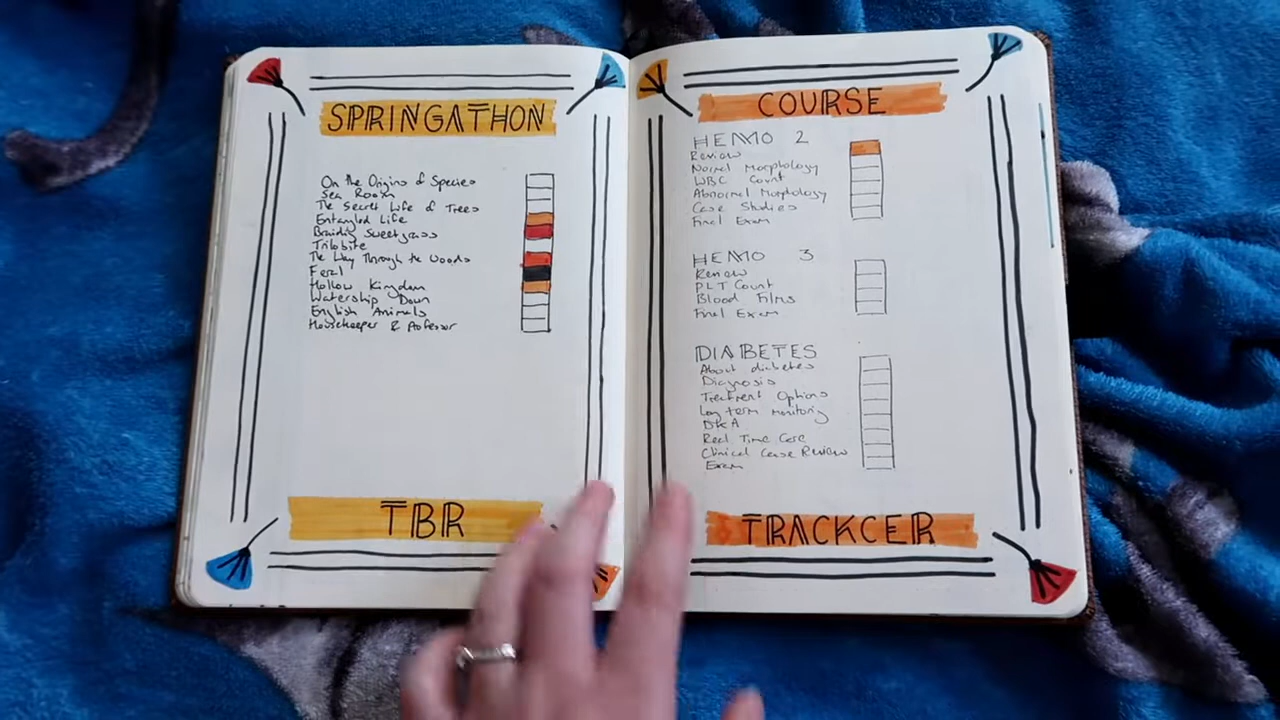 SPRINGATHON
On the Origins of Species
Sea Room
The Secret Life of Trees
Entangled Life
Braiding Sweetgrass
Trilobite
The Way Through the Woods
Feral
Hollow Kingdom
Watership Down
English Animals
Housekeeper & Professor
TBR
COURSE
HEMO 2
Review
Normal Morphology
WBC Count
Abnormal Morphology
Case Studies
Final Exam
HEMO 3
Review
PLT Count
Blood Films
Final Exam
DIABETES
About diabetes
Diagnosis
Treatment Options
Long term monitoring
DKA
Real Time Care
Clinical Case Review
Exam
TRACKCER